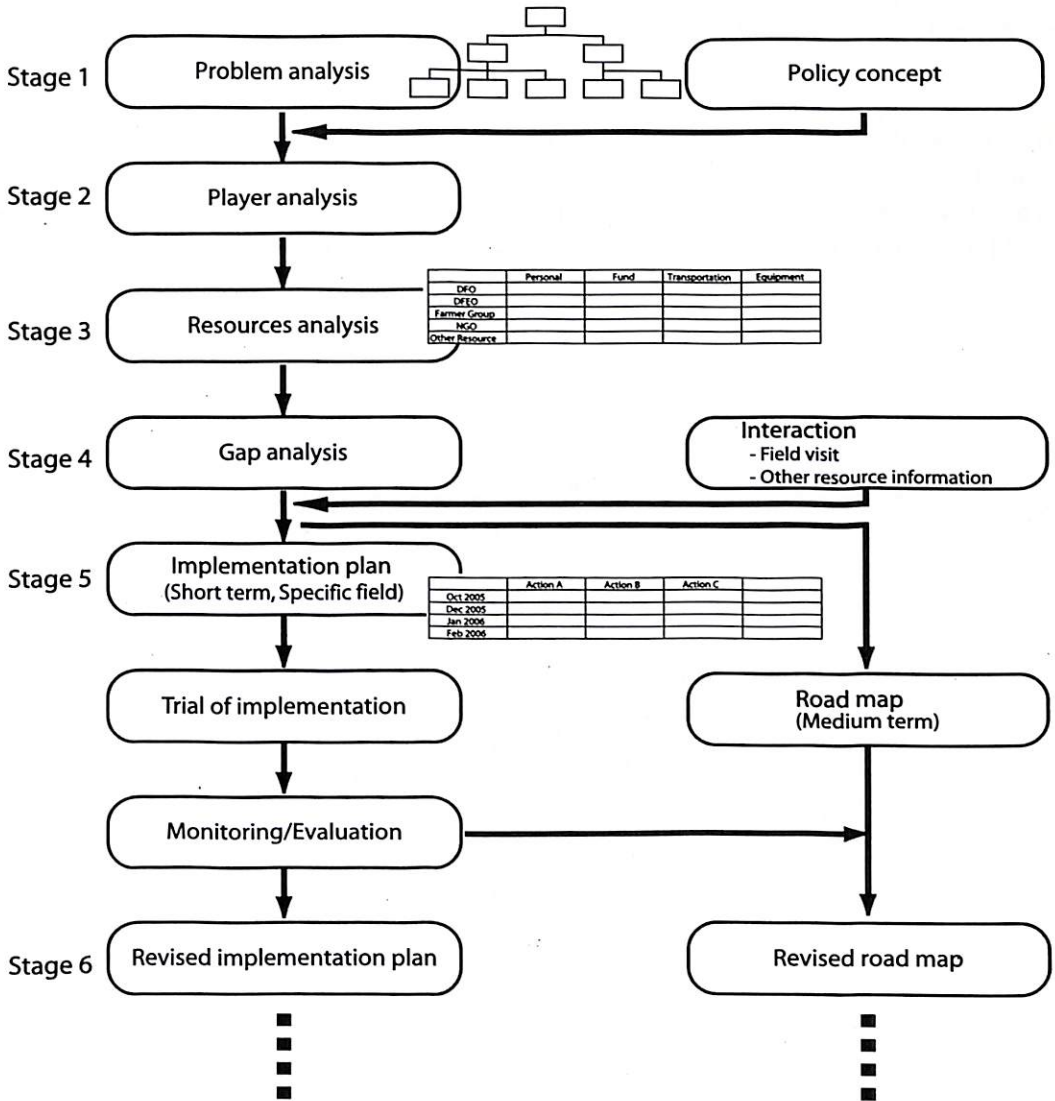 Stage 1
Problem analysis
Policy concept
Stage 2
Player analysis
Stage 3
Resources analysis
Personal Fund Transportation Equipment
DFO
DFEO
Farmer Group
NGO
Other Resource
Stage 4
Gap analysis
Interaction
- Field visit
- Other resource information
Stage 5
Implementation plan
(Short term, Specific field)
Action A Action B Action C
Oct 2005
Dec 2005
Jan 2006
Feb 2006
Trial of implementation
Road map
(Medium term)
Monitoring/Evaluation
Stage 6
Revised implementation plan
Revised road map